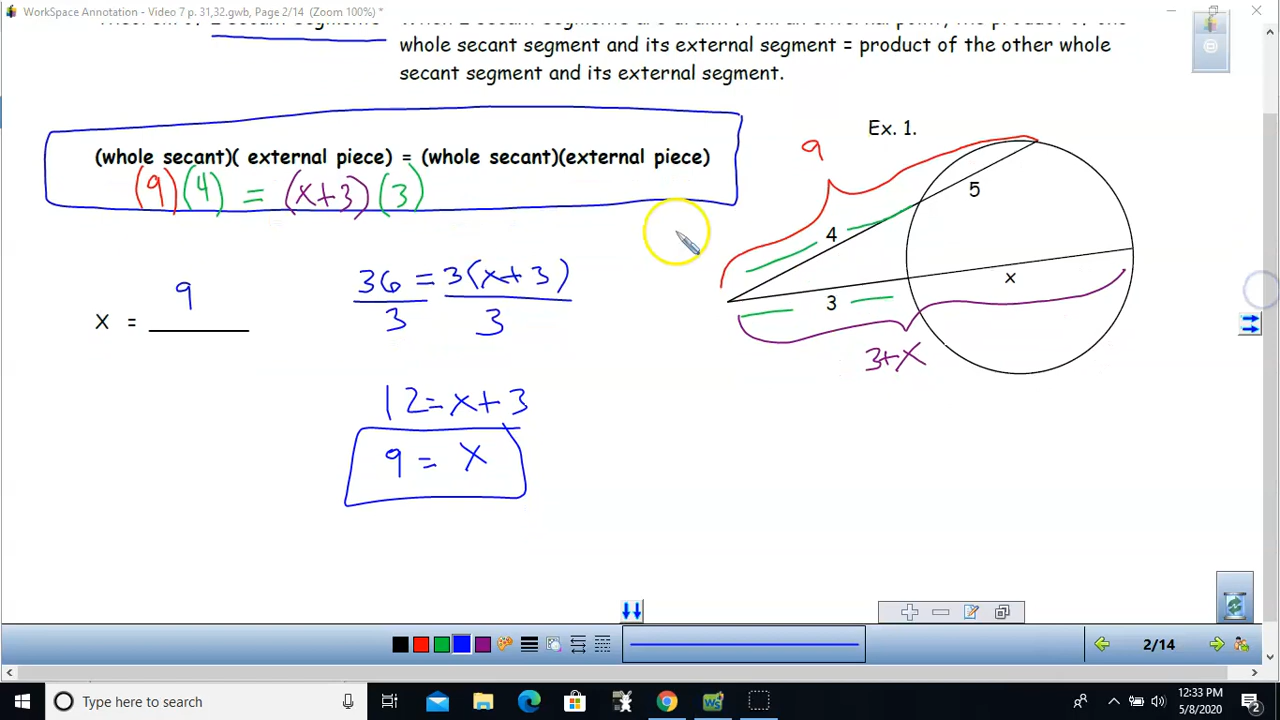 WorkSpace Annotation - Video 7 p. 31,32.gwb, Page 2/14 (Zoom 100%) *
whole secant segment and its external segment = product of the other whole
secant segment and its external segment.
Ex. 1.
(whole secant)( external piece) = (whole secant)(external piece)
(9)(4) = (x+3)(3)
9
5
4
36 = 3(x+3)
3 3
9
x =
3
x
3+x
12 = x+3
9 = x
2/14
Type here to search
12:33 PM
5/8/2020
2